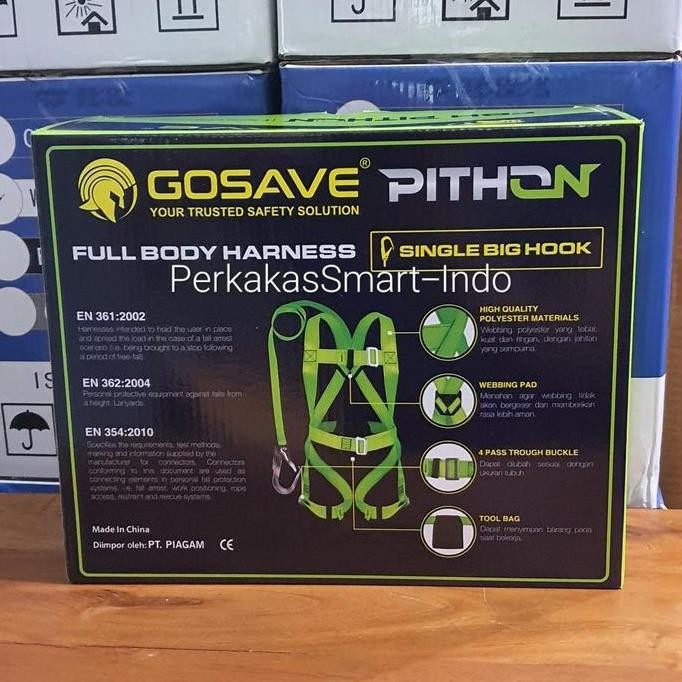 GOSAVE®
YOUR TRUSTED SAFETY SOLUTION
PITHON
FULL BODY HARNESS
SINGLE BIG HOOK
PerkakasSmart-Indo
EN 361:2002
Harnesses intended to hold the user in place
and spread the load in the case of a fall arrest
scenario (i.e. being brought to a stop following
a period of free-fall).
EN 362:2004
Personal protective equipment against falls from
a height. Lanyards.
EN 354:2010
Specifies the requirements, test methods,
marking and information supplied by the
manufacturer for connectors. Connectors
conforming to this document are used as
connecting elements in personal fall protection
systems, i.e. fall arrest, work positioning, rope
access, restraint and rescue systems.
Made In China
Diimpor oleh: PT. PIAGAM CE
HIGH QUALITY
POLYESTER MATERIALS
Webbing polyester yang tebal,
kuat dan ringan, dengan jahitan
yang sempurna.
WEBBING PAD
Menahan agar webbing tidak
akan bergeser dan memberikan
rasa lebih aman.
4 PASS TROUGH BUCKLE
Dapat diubah sesuai dengan
ukuran tubuh.
TOOL BAG
Dapat menyimpan barang pada
saat bekerja.